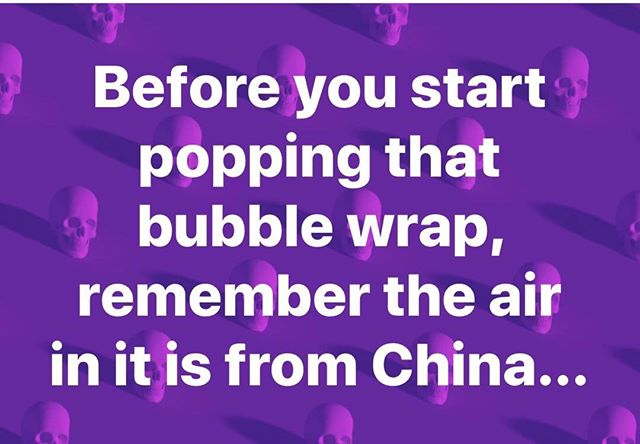 Before you start
popping that
bubble wrap,
remember the air
in it is from China...